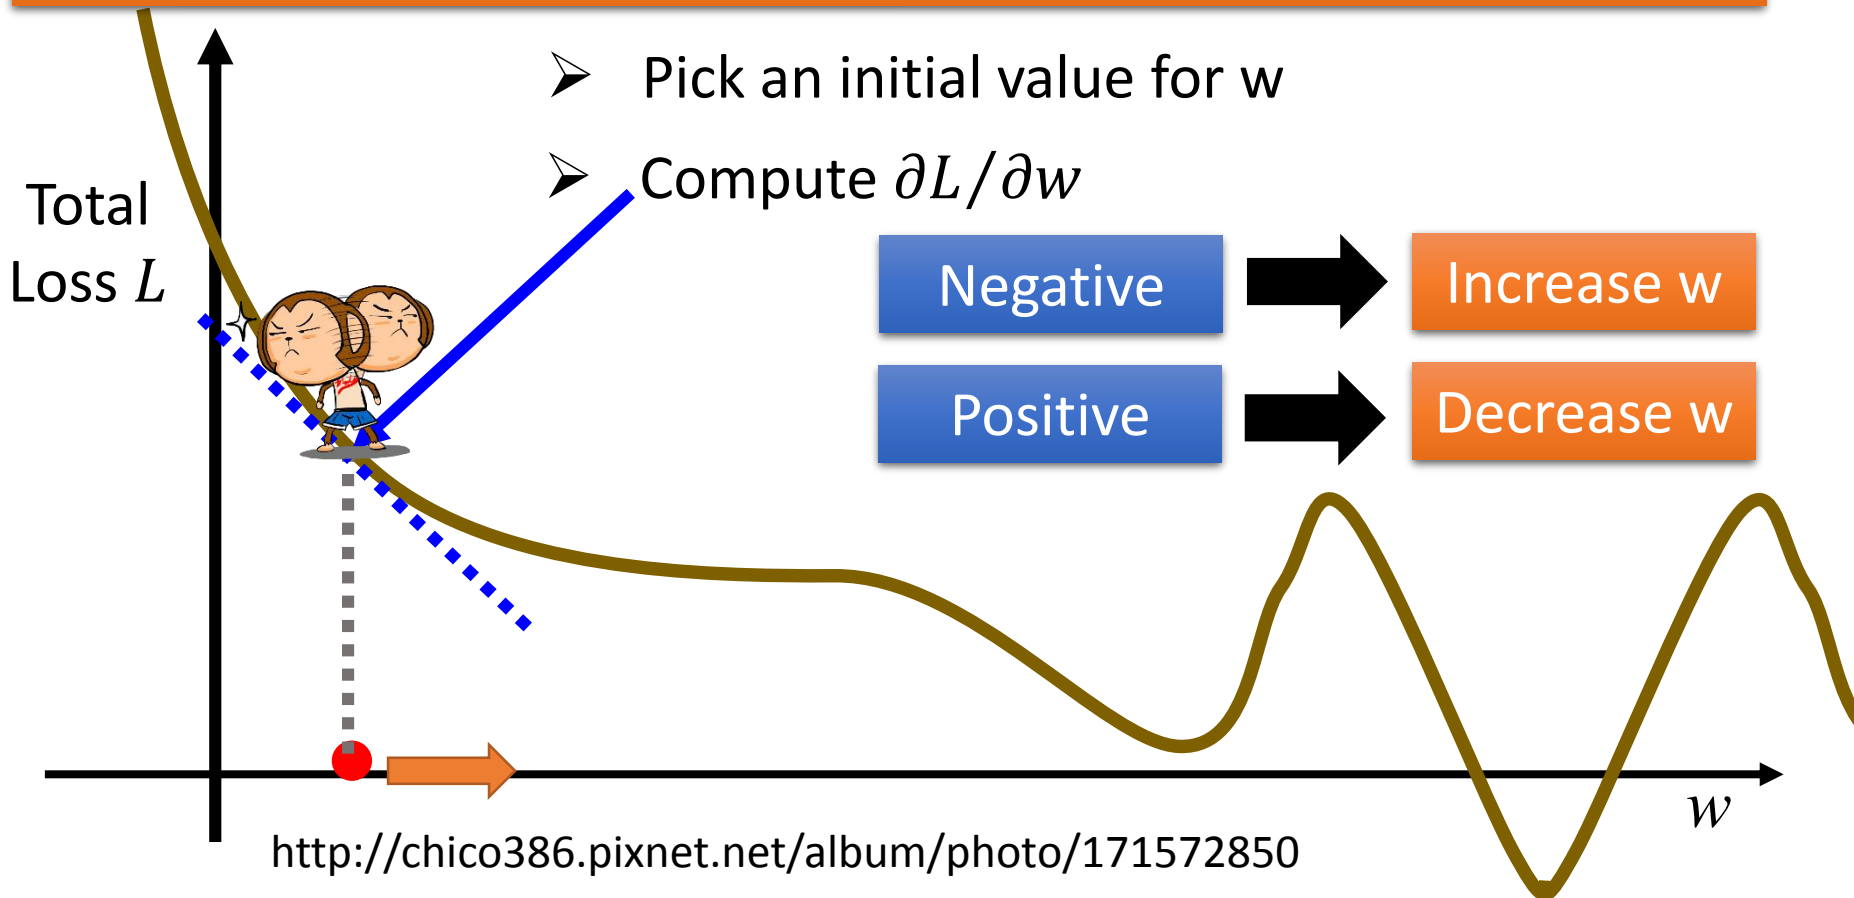 Pick an initial value for w
Compute ∂L/∂w
Total
Loss L
Negative
Increase w
Positive
Decrease w
w
http://chico386.pixnet.net/album/photo/171572850